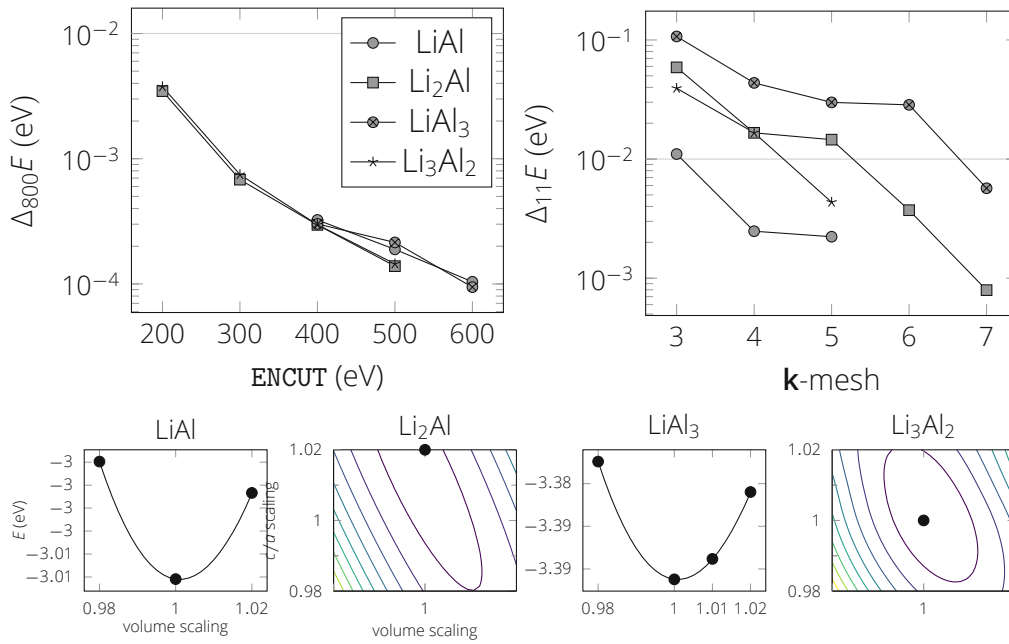 10⁻²
10⁻³
10⁻⁴
Δ₈₀₀E (eV)
200 300 400 500 600
ENCUT (eV)
LiAl
Li₂Al
LiAl₃
Li₃Al₂
10⁻¹
10⁻²
10⁻³
Δ₁₁E (eV)
3 4 5 6 7
k-mesh
LiAl
−3
−3
−3
−3
−3.01
−3.01
E (eV)
0.98 1 1.02
volume scaling
Li₂Al
1.02
1
0.98
c/a scaling
1
volume scaling
LiAl₃
−3.38
−3.39
−3.39
0.98 1 1.01 1.02
Li₃Al₂
1.02
1
0.98
1